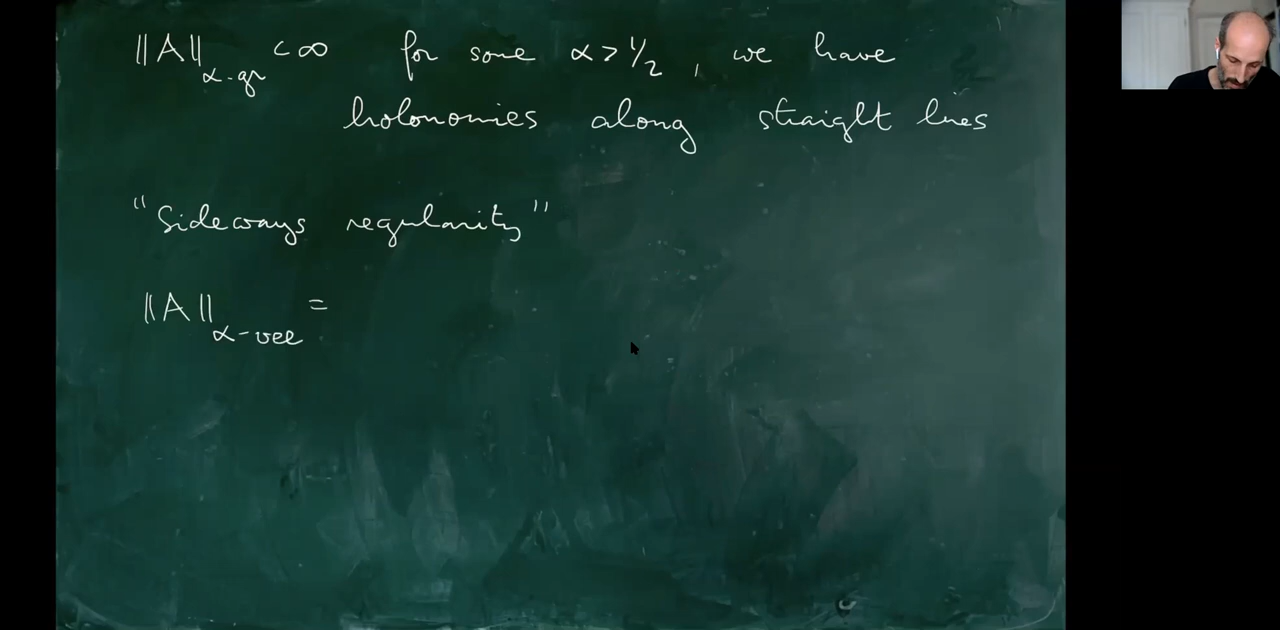 ||A||_{α-gr} < ∞ for some α > 1/2, we have
holonomies along straight lines
"Sideways regularity"
||A||_{α-vee} =